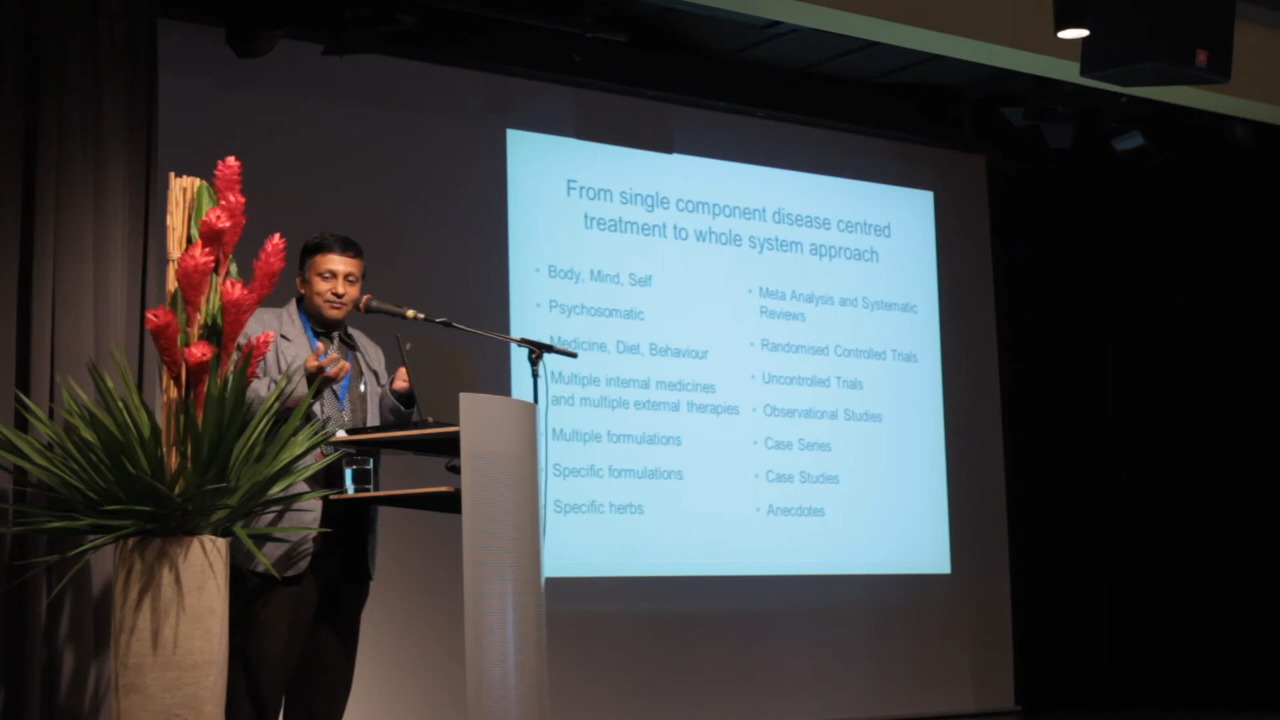 From single component disease centred
treatment to whole system approach
• Body, Mind, Self
• Psychosomatic
Medicine, Diet, Behaviour
Multiple internal medicines
and multiple external therapies
Multiple formulations
Specific formulations
Specific herbs
• Meta Analysis and Systematic
Reviews
• Randomised Controlled Trials
• Uncontrolled Trials
• Observational Studies
• Case Series
• Case Studies
• Anecdotes